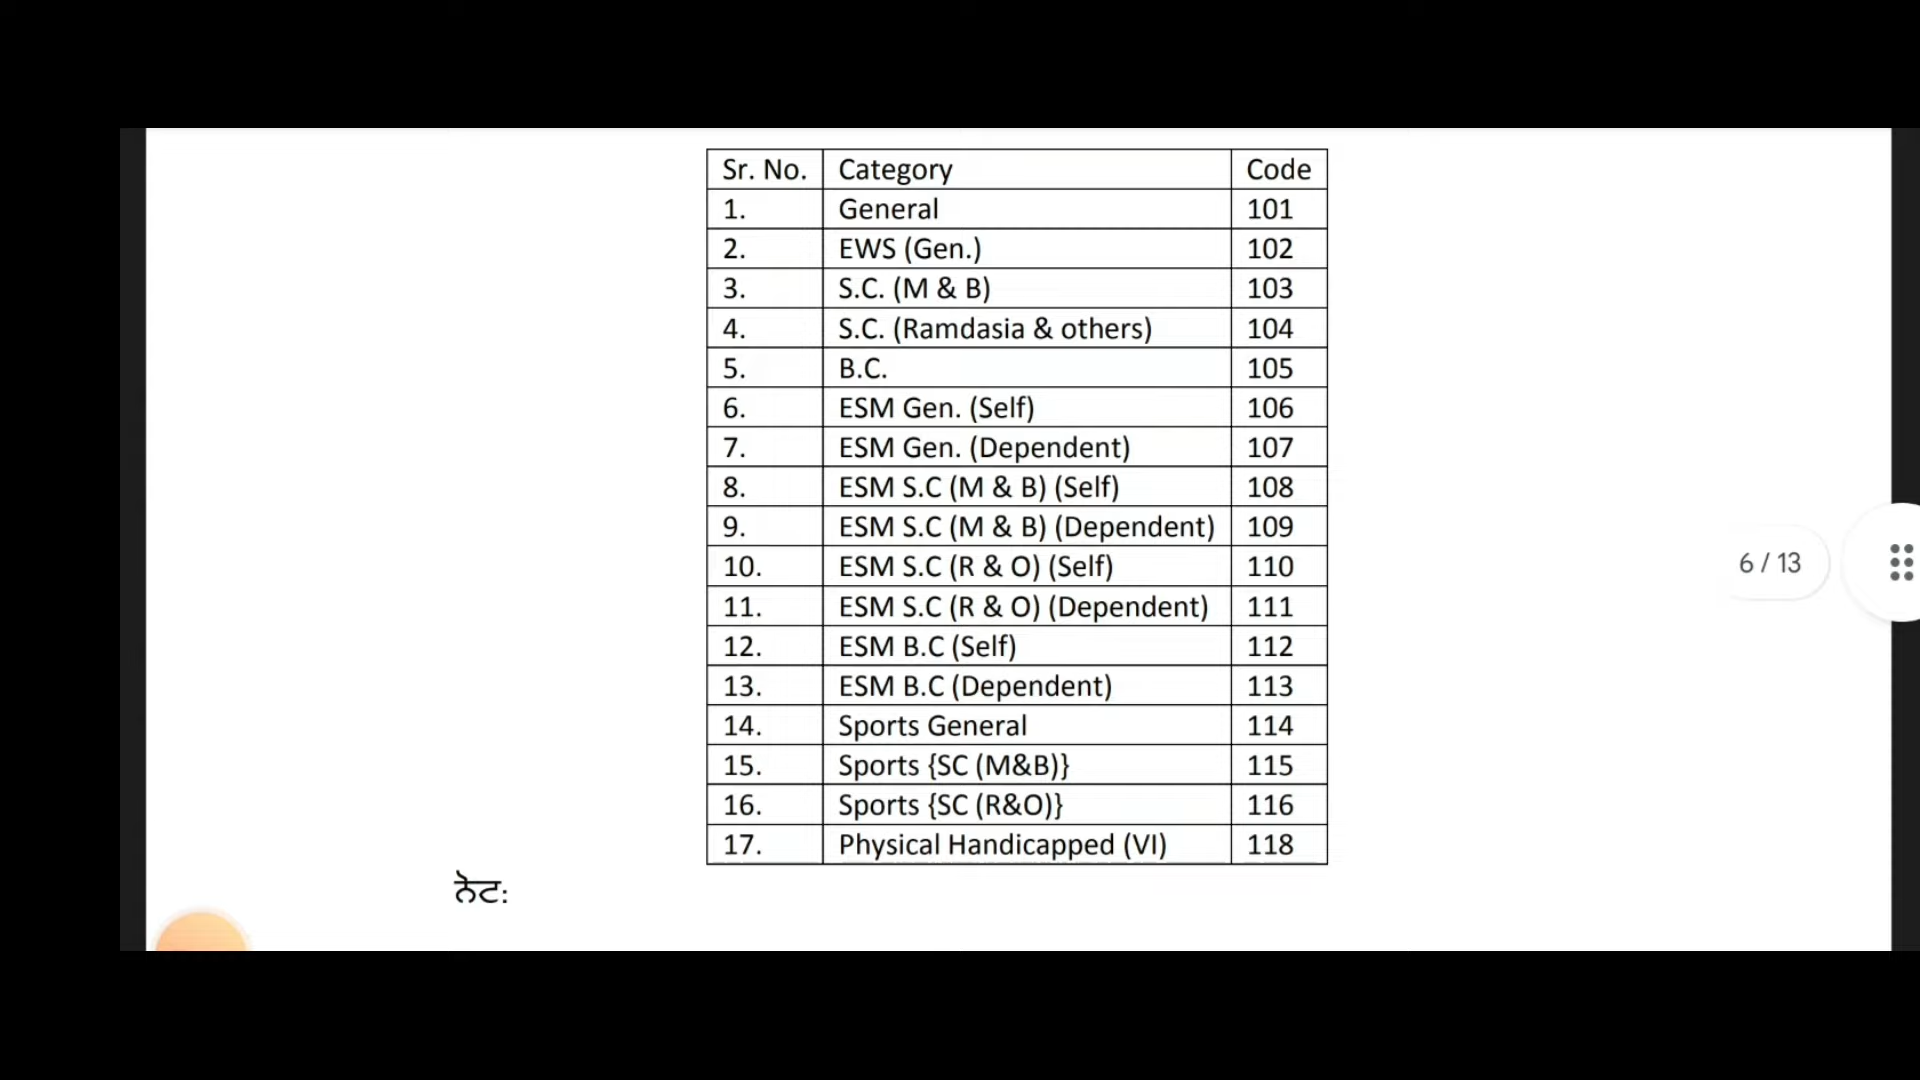 Sr. No. Category Code
1. General 101
2. EWS (Gen.) 102
3. S.C. (M & B) 103
4. S.C. (Ramdasia & others) 104
5. B.C. 105
6. ESM Gen. (Self) 106
7. ESM Gen. (Dependent) 107
8. ESM S.C (M & B) (Self) 108
9. ESM S.C (M & B) (Dependent) 109
10. ESM S.C (R & O) (Self) 110
11. ESM S.C (R & O) (Dependent) 111
12. ESM B.C (Self) 112
13. ESM B.C (Dependent) 113
14. Sports General 114
15. Sports {SC (M&B)} 115
16. Sports {SC (R&O)} 116
17. Physical Handicapped (VI) 118
ਨੋਟ:
6 / 13